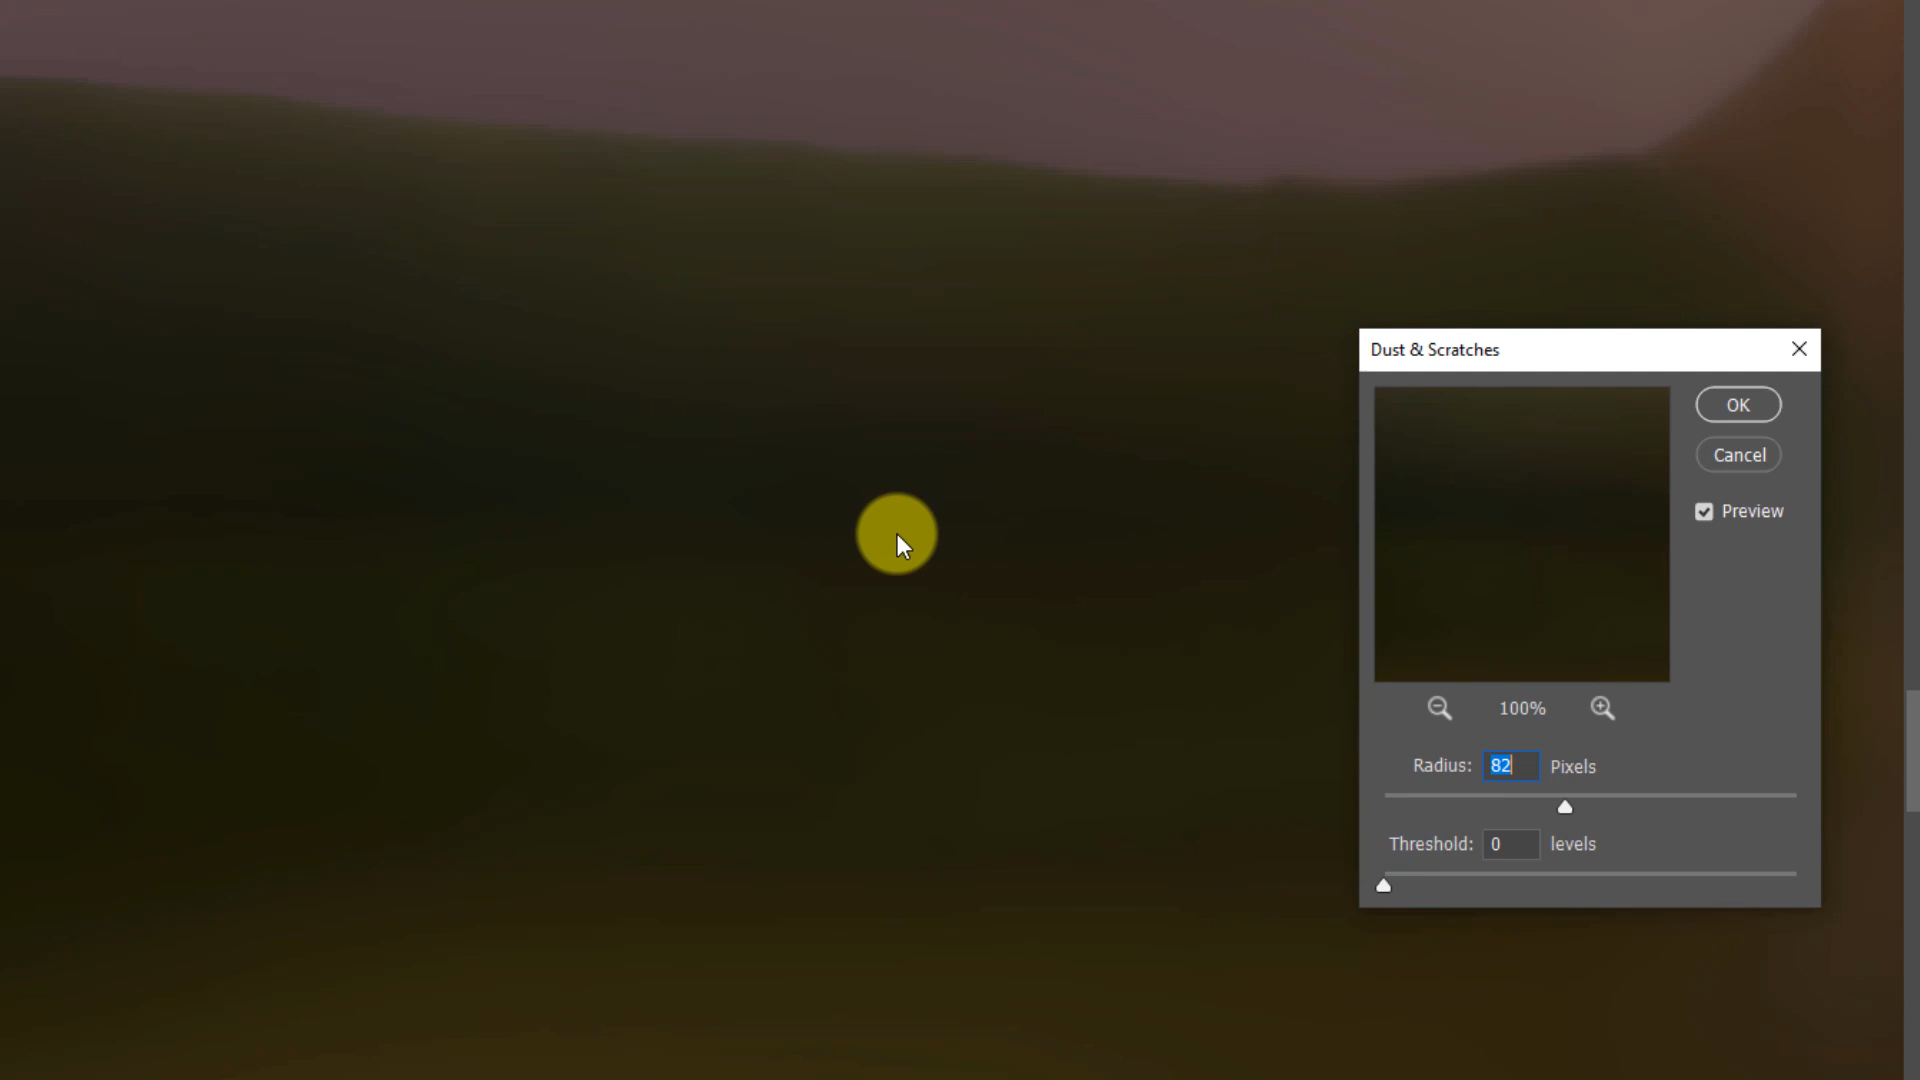 Dust & Scratches
OK
Cancel
Preview
100%
Radius: 82 Pixels
Threshold: 0 levels